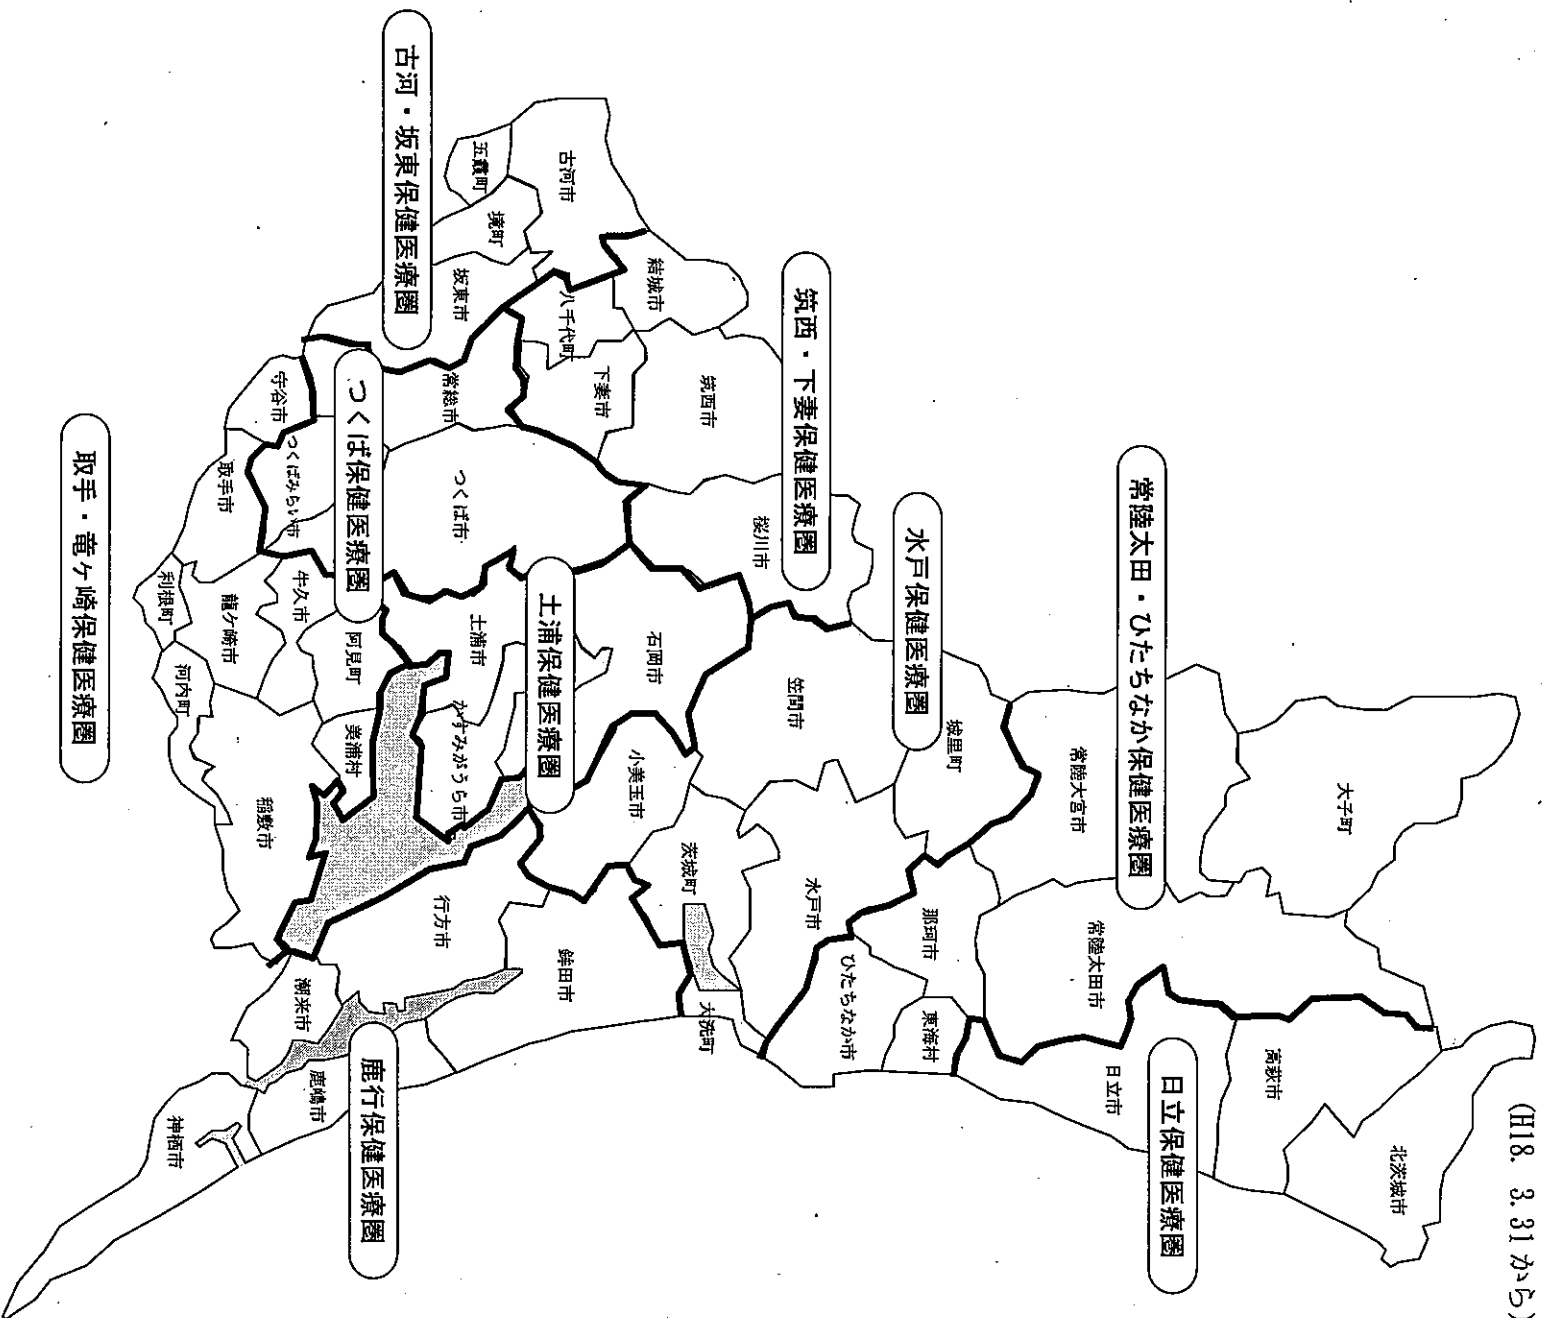 (H18. 3.31から)
大子町
北茨城市
高萩市
日立保健医療圏
日立市
常陸太田市
常陸大宮市
常陸太田・ひたちなか保健医療圏
那珂市
東海村
ひたちなか市
水戸保健医療圏
城里町
水戸市
笠間市
茨城町
大洗町
小美玉市
筑西・下妻保健医療圏
桜川市
筑西市
結城市
下妻市
八千代町
土浦保健医療圏
石岡市
土浦市
かすみがうら市
つくば保健医療圏
つくば市
常総市
つくばみらい市
古河・坂東保健医療圏
古河市
五霞町
境町
坂東市
取手・竜ケ崎保健医療圏
守谷市
取手市
利根町
龍ケ崎市
牛久市
阿見町
美浦村
河内町
稲敷市
鹿行保健医療圏
鉾田市
行方市
潮来市
鹿嶋市
神栖市